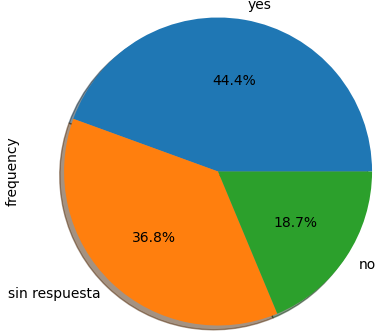 yes
44.4%
frequency
36.8%
18.7%
no
sin respuesta